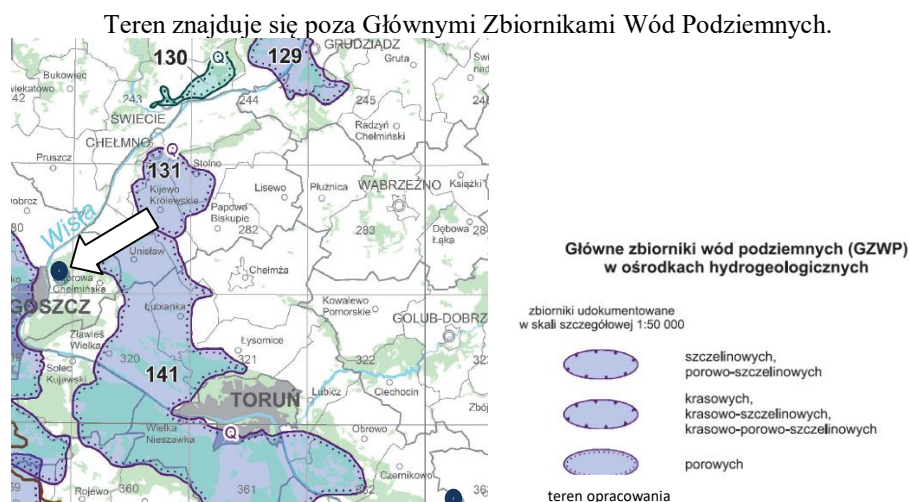 Teren znajduje się poza Głównymi Zbiornikami Wód Podziemnych.
130
Q
129
GRUDZIĄDZ
Gruta
Bukowiec
243
244
245
ŚWIECIE
Radzyń
Chełmiński
CHEŁMNO
Q
Stolno
Pruszcz
131
Kijewo
Królewskie
Lisewo
Płużnica
WĄBRZEŹNO
Książki
Papowo
Biskupie
282
283
Dębowa
Łąka
Wisła
Unisław
Chełmża
Chełmińska
GOSZCZ
Łubianka
Kowalewo
Pomorskie
GOLUB-DOBRZ
Zławieś
Wielka
320
Łysomice
321
322
323
Solec
Kujawski
141
TORUŃ
Lubicz
Ciechocin
Zbój
Wielka
Nieszawka
Q
Obrowo
Czernikowo
Rojewo
360
361
Główne zbiorniki wód podziemnych (GZWP)
w ośrodkach hydrogeologicznych
zbiorniki udokumentowane
w skali szczegółowej 1:50 000
szczelinowych,
porowo-szczelinowych
krasowych,
krasowo-szczelinowych,
krasowo-porowo-szczelinowych
porowych
teren opracowania